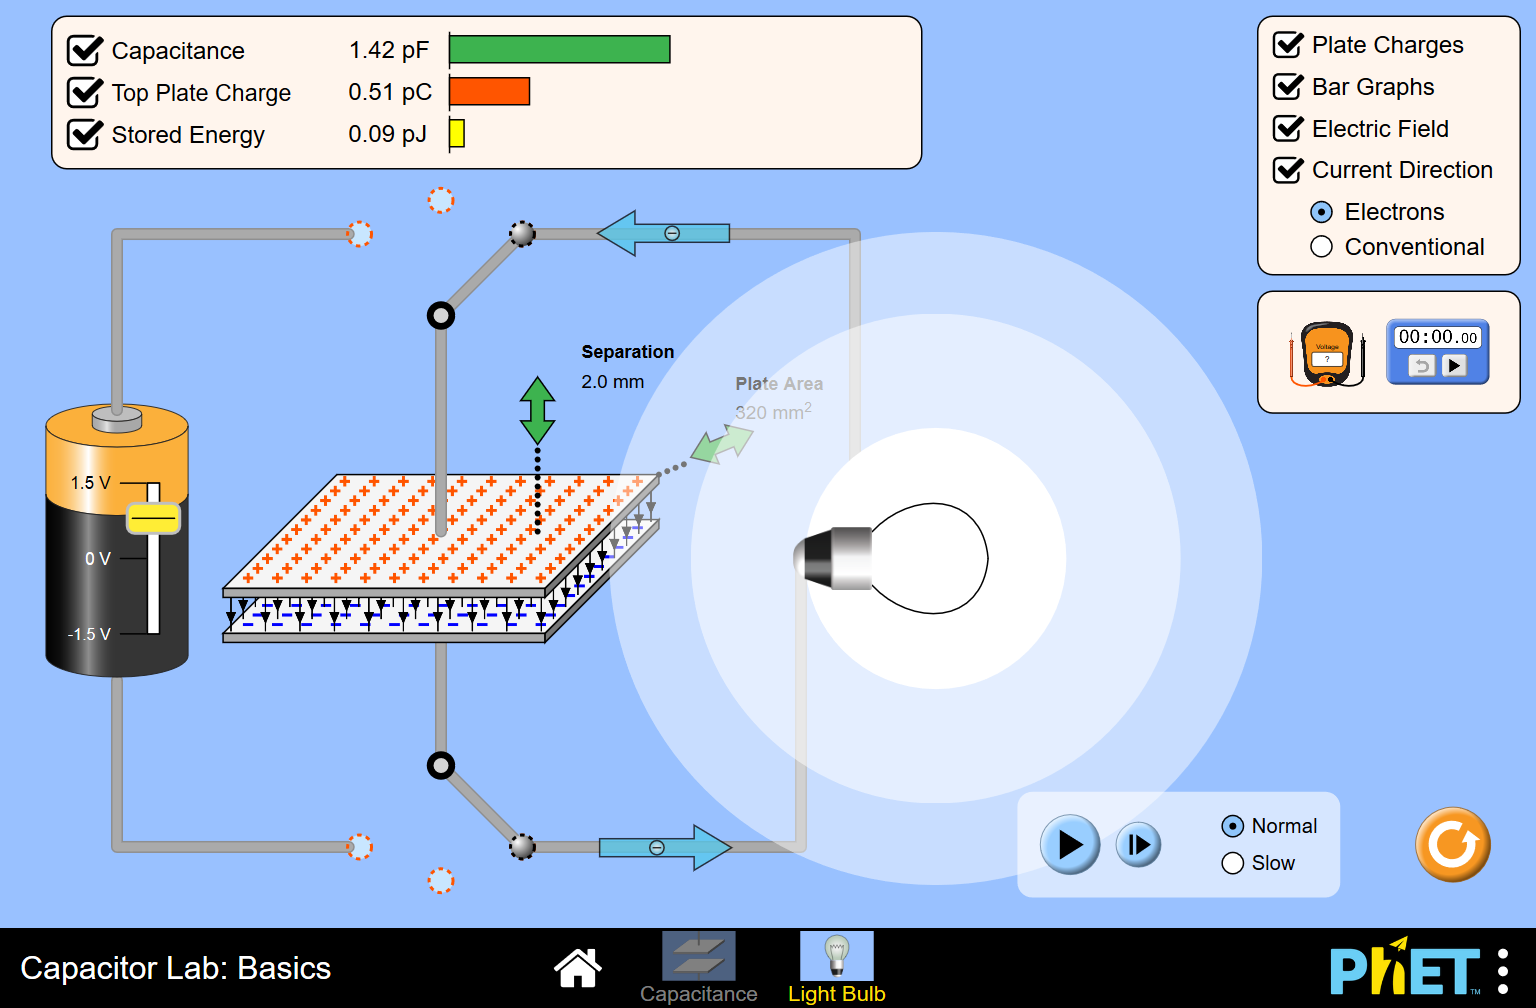 Capacitance 1.42 pF
Top Plate Charge 0.51 pC
Stored Energy 0.09 pJ
Plate Charges
Bar Graphs
Electric Field
Current Direction
Electrons
Conventional
Voltage
?
00:00.00
Separation
2.0 mm
Plate Area
320 mm²
1.5 V
0 V
-1.5 V
Normal
Slow
Capacitor Lab: Basics
Capacitance
Light Bulb
PhET™